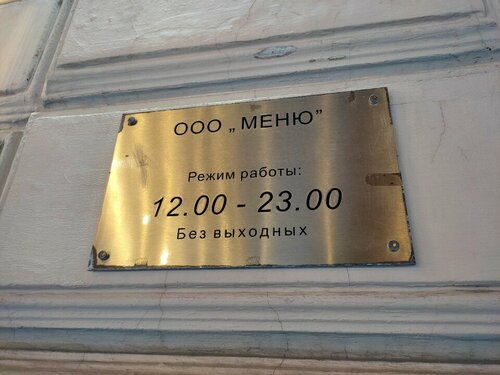 ООО „МЕНЮ”
Режим работы:
12.00 - 23.00
Без выходных